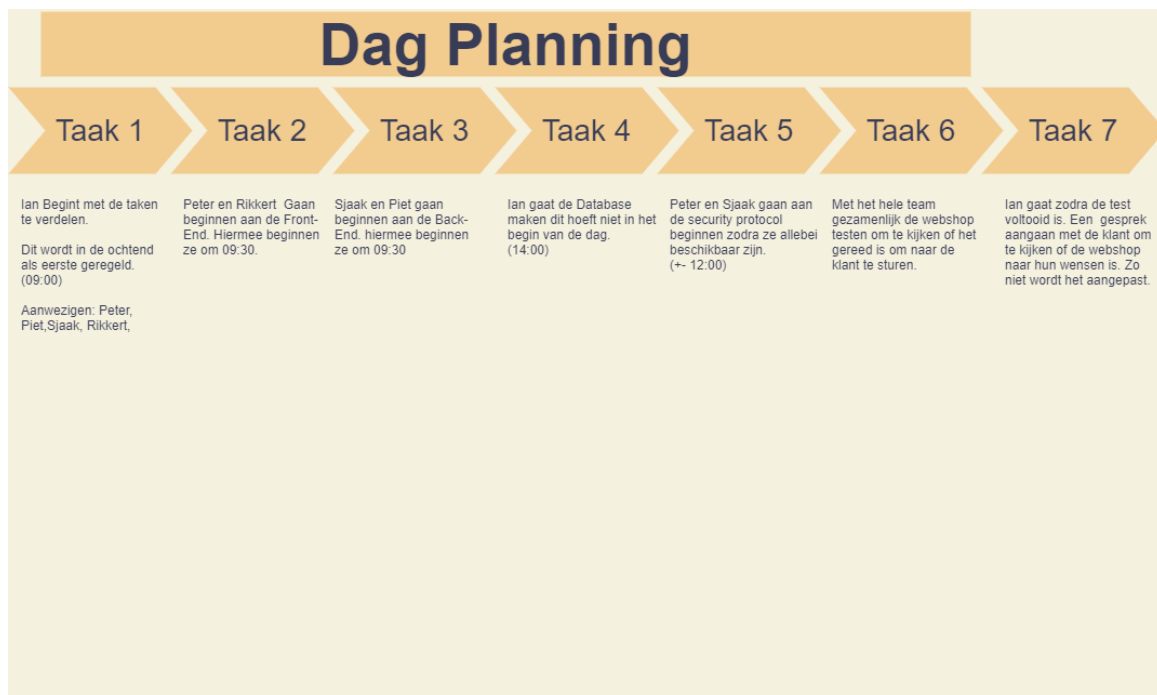 Dag Planning
Taak 1
Taak 2
Taak 3
Taak 4
Taak 5
Taak 6
Taak 7
Ian Begint met de taken
te verdelen.
Dit wordt in de ochtend
als eerste geregeld.
(09:00)
Aanwezigen: Peter,
Piet,Sjaak, Rikkert,
Peter en Rikkert  Gaan
beginnen aan de Front-
End. Hiermee beginnen
ze om 09:30.
Sjaak en Piet gaan
beginnen aan de Back-
End. hiermee beginnen
ze om 09:30
Ian gaat de Database
maken dit hoeft niet in het
begin van de dag.
(14:00)
Peter en Sjaak gaan aan
de security protocol
beginnen zodra ze allebei
beschikbaar zijn.
(+- 12:00)
Met het hele team
gezamenlijk de webshop
testen om te kijken of het
gereed is om naar de
klant te sturen.
Ian gaat zodra de test
voltooid is. Een  gesprek
aangaan met de klant om
te kijken of de webshop
naar hun wensen is. Zo
niet wordt het aangepast.